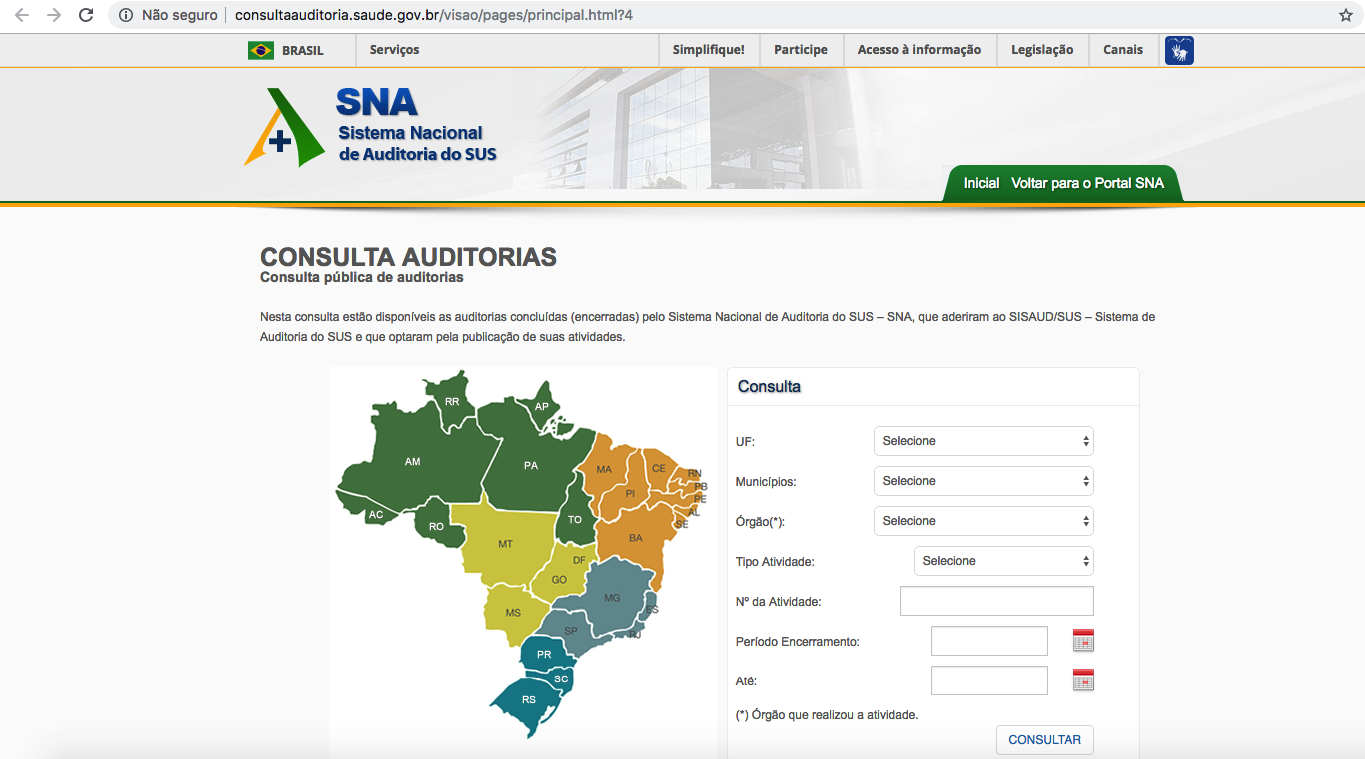 Não seguro | consultaauditoria.saude.gov.br/visao/pages/principal.html?4
BRASIL Serviços Simplifique! Participe Acesso à informação Legislação Canais
SNA
Sistema Nacional
de Auditoria do SUS
Inicial Voltar para o Portal SNA
CONSULTA AUDITORIAS
Consulta pública de auditorias
Nesta consulta estão disponíveis as auditorias concluídas (encerradas) pelo Sistema Nacional de Auditoria do SUS – SNA, que aderiram ao SISAUD/SUS – Sistema de
Auditoria do SUS e que optaram pela publicação de suas atividades.
RR
AP
AM
PA
MA
CE
RN
PB
PI
PE
AL
AC
RO
TO
SE
BA
MT
DF
GO
MG
MS
ES
SP
RJ
PR
SC
RS
Consulta
UF: Selecione
Municípios: Selecione
Órgão(*): Selecione
Tipo Atividade: Selecione
Nº da Atividade:
Período Encerramento:
Até:
(*) Órgão que realizou a atividade.
CONSULTAR